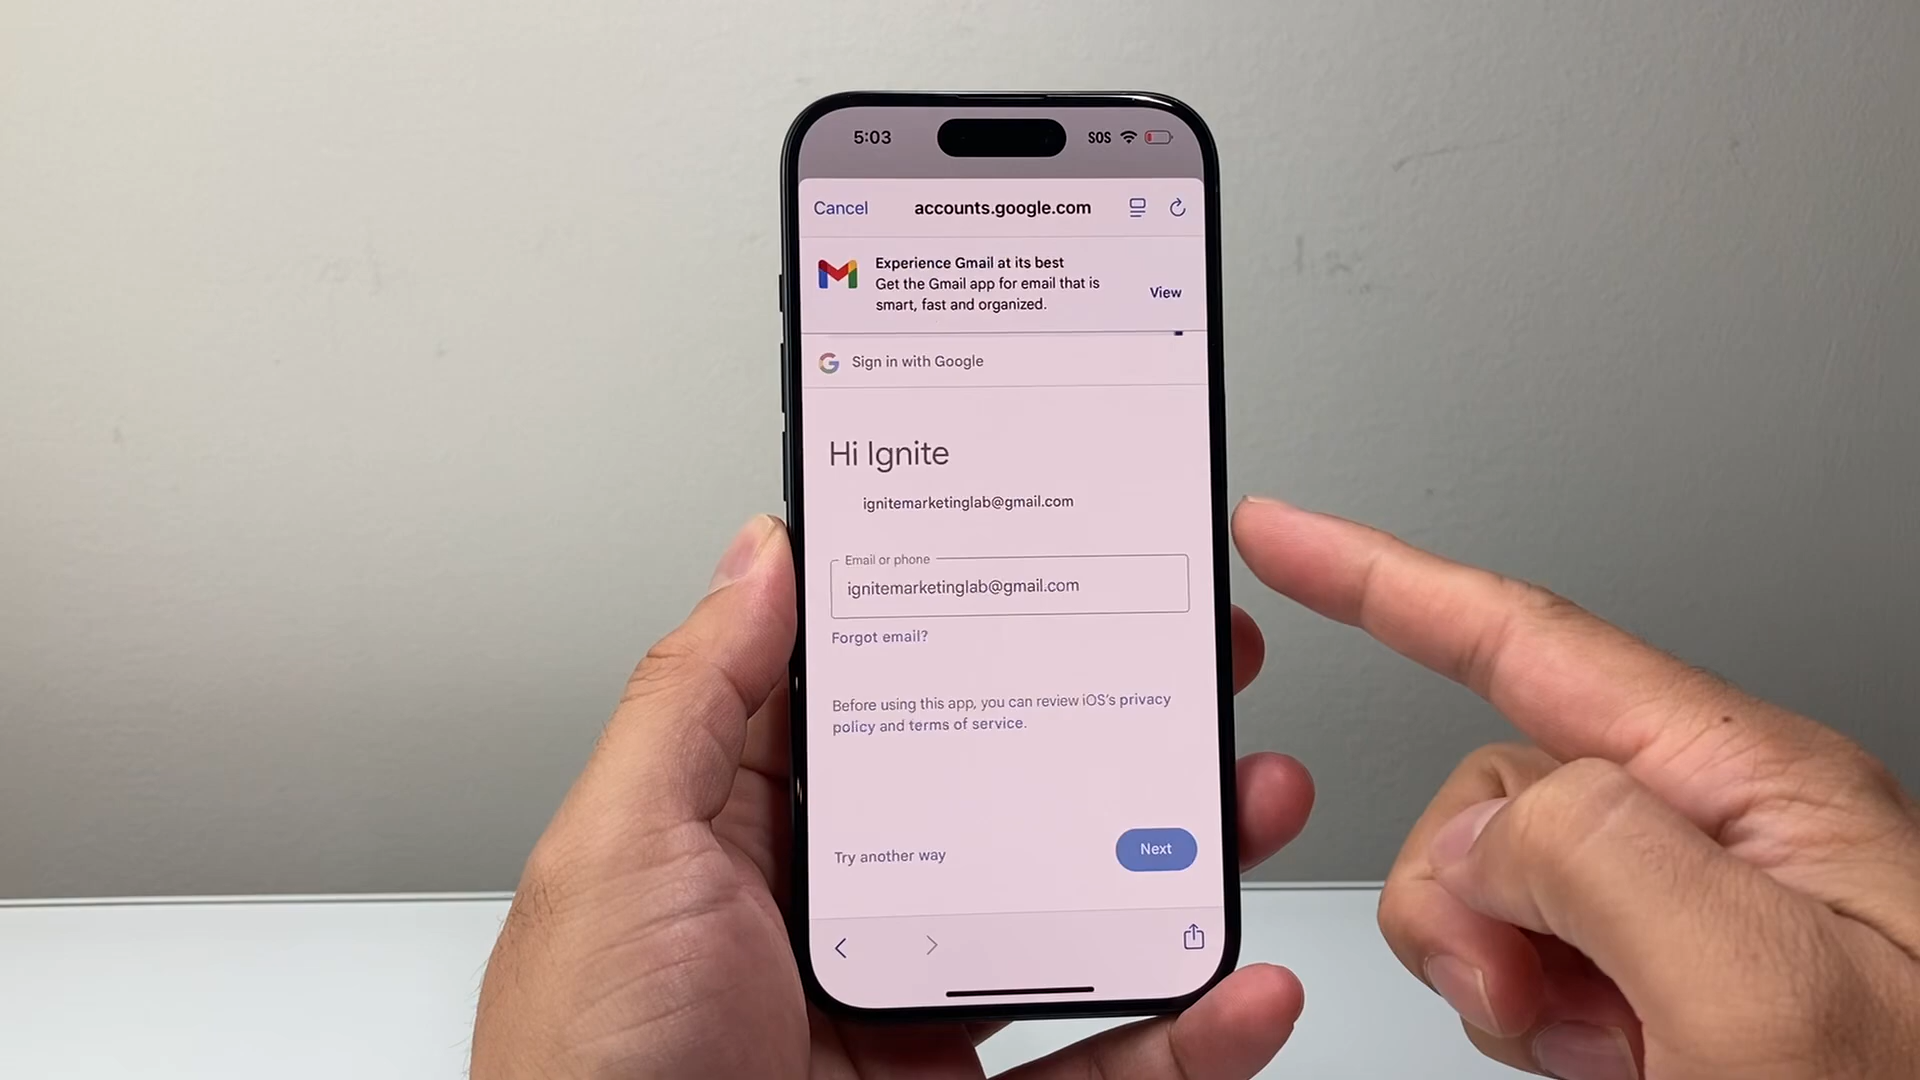 5:03
SOS
Cancel
accounts.google.com
Experience Gmail at its best
Get the Gmail app for email that is
smart, fast and organized.
View
Sign in with Google
Hi Ignite
ignitemarketinglab@gmail.com
Email or phone
ignitemarketinglab@gmail.com
Forgot email?
Before using this app, you can review iOS's privacy
policy and terms of service.
Try another way
Next